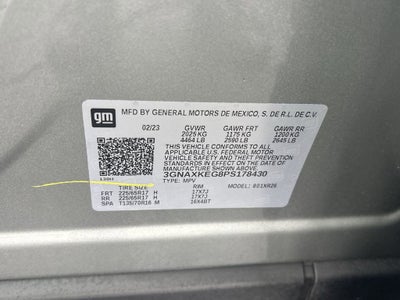 gm
MFD BY GENERAL MOTORS DE MEXICO, S. DE R.L. DE C.V.
02/23 GVWR GAWR FRT GAWR RR
2025 KG 1175 KG 1200 KG
4464 LB 2590 LB 2645 LB
THIS VEHICLE CONFORMS TO ALL
APPLICABLE U.S. FEDERAL MOTOR
VEHICLE SAFETY, BUMPER, AND THEFT
PREVENTION STANDARDS IN EFFECT ON
THE DATE OF MANUFACTURE SHOWN
ABOVE.
3GNAXKEG8PS178430
TYPE: MPV
TIRE SIZE RIM MODEL:
FRT 225/65R17 H 17X7J
RR 225/65R17 H 17X7J
SPA T135/70R16 M 16X4BT